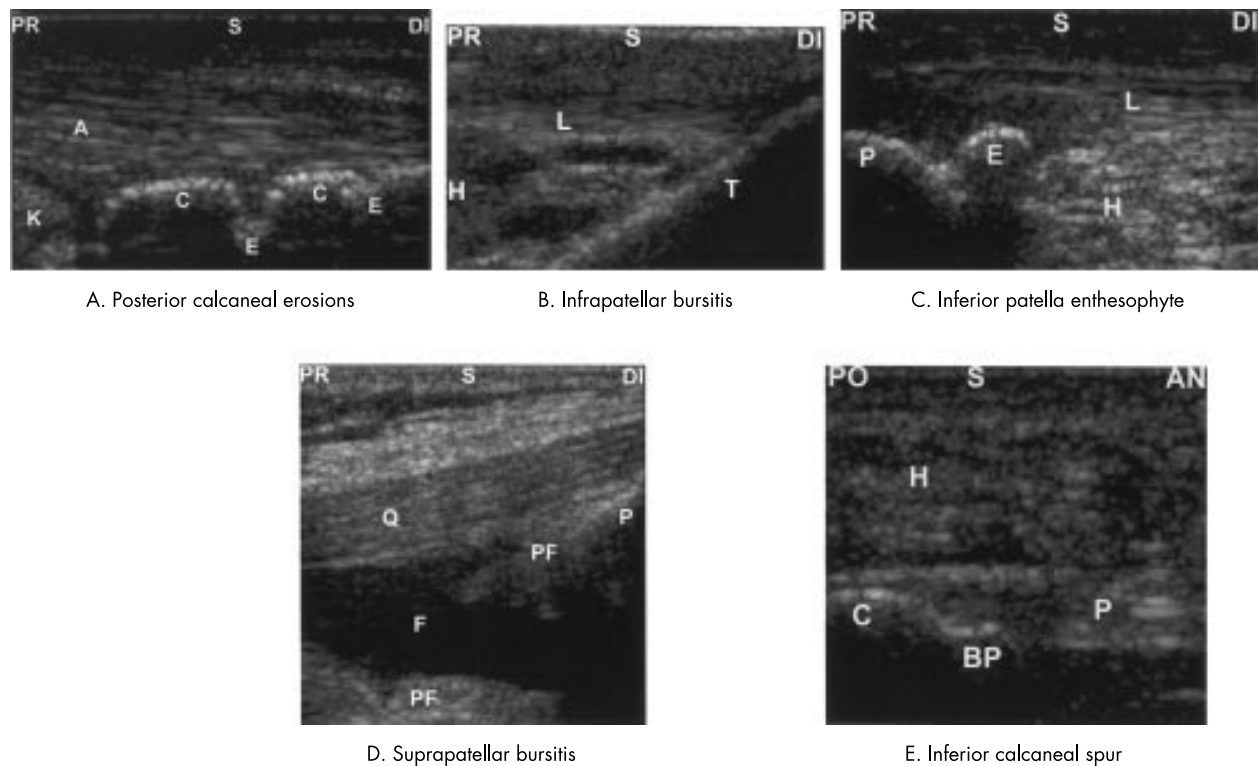 PR S DI
A
C C E
K
E
A. Posterior calcaneal erosions
PR S DI
L
H T
B. Infrapatellar bursitis
PR S DI
L
P E
H
C. Inferior patella enthesophyte
PR S DI
Q P
PF
F
PF
D. Suprapatellar bursitis
PO S AN
H
C P
BP
E. Inferior calcaneal spur